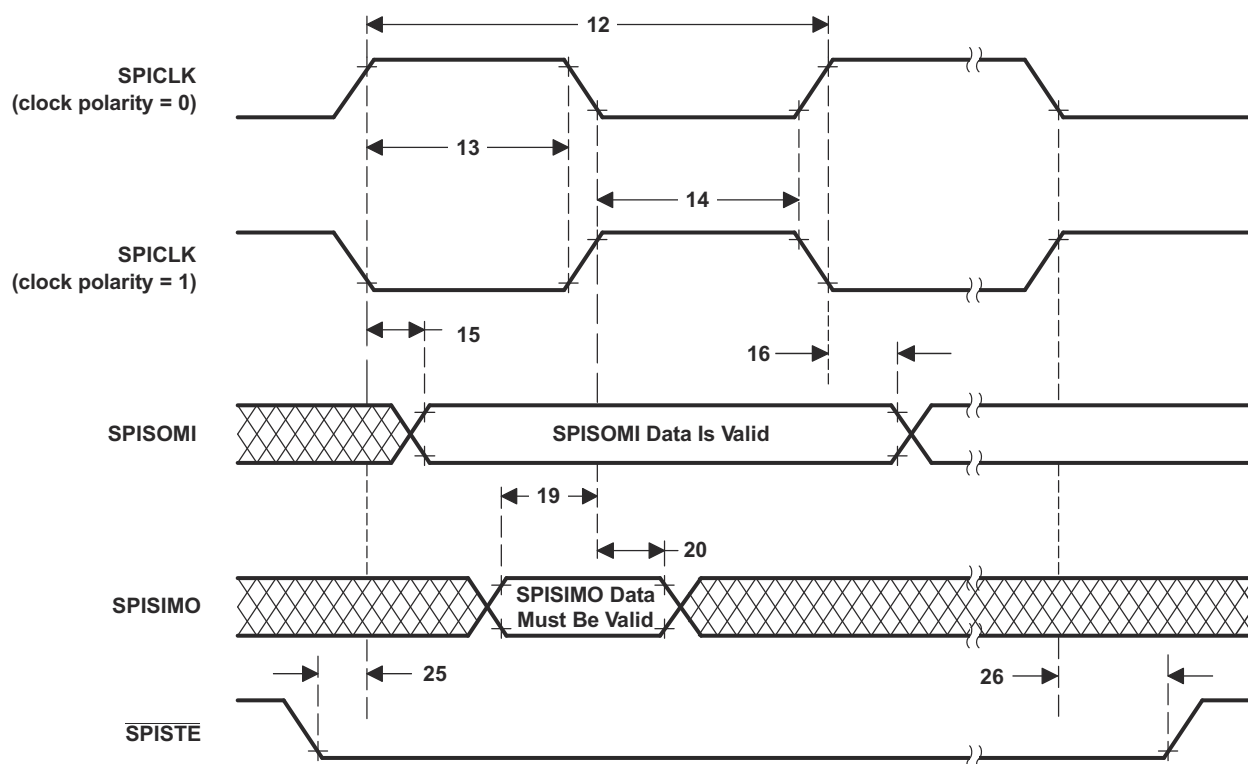 12
SPICLK
(clock polarity = 0)
13
14
SPICLK
(clock polarity = 1)
15
16
SPISOMI
SPISOMI Data Is Valid
19
20
SPISIMO
SPISIMO Data
Must Be Valid
25
26
SPISTE